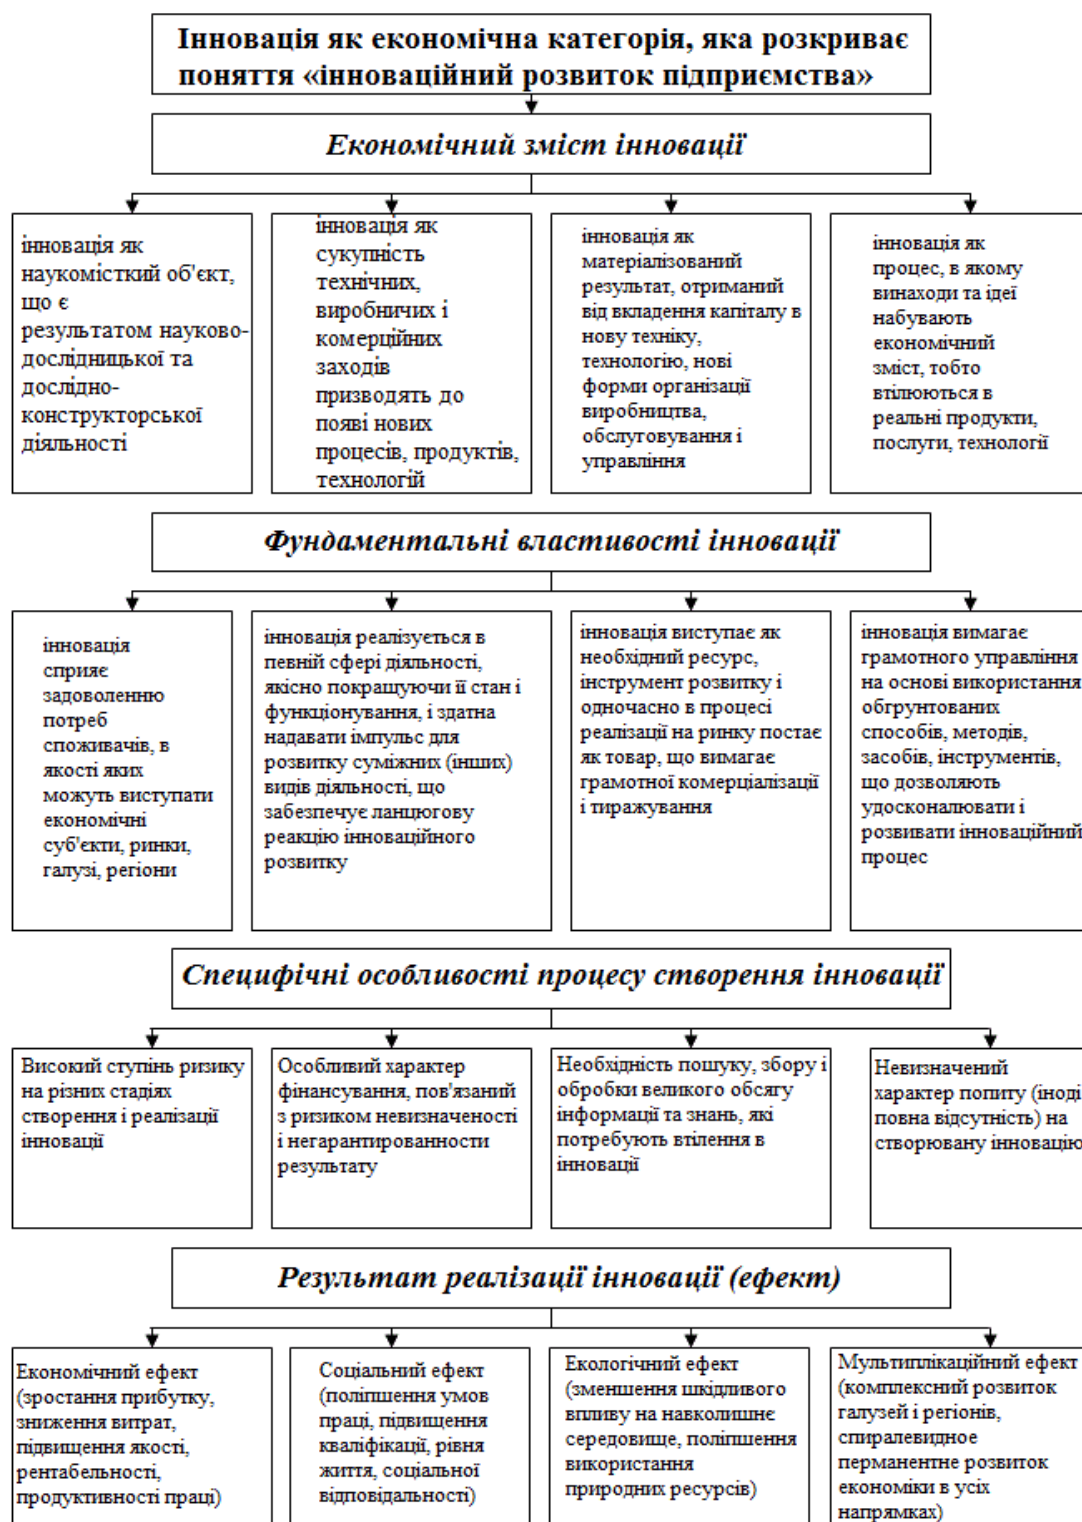 Інновація як економічна категорія, яка розкриває
поняття «інноваційний розвиток підприємства»
Економічний зміст інновації
інновація як
наукомісткий об'єкт,
що є
результатом науково-
дослідницької та
дослідно-
конструкторської
діяльності
інновація як
сукупність
технічних,
виробничих і
комерційних
заходів
призводять до
появі нових
процесів, продуктів,
технологій
інновація як
матеріалізований
результат, отриманий
від вкладення капіталу в
нову техніку,
технологію, нові
форми організації
виробництва,
обслуговування і
управління
інновація як
процес, в якому
винаходи та ідеї
набувають
економічний
зміст, тобто
втілюються в
реальні продукти,
послуги, технології
Фундаментальні властивості інновації
інновація
сприяє
задоволенню
потреб
споживачів, в
якості яких
можуть виступати
економічні
суб'єкти, ринки,
галузі, регіони
інновація реалізується в
певній сфері діяльності,
якісно покращуючи її стан і
функціонування, і здатна
надавати імпульс для
розвитку суміжних (інших)
видів діяльності, що
забезпечує ланцюгову
реакцію інноваційного
розвитку
інновація виступає як
необхідний ресурс,
інструмент розвитку і
одночасно в процесі
реалізації на ринку постає
як товар, що вимагає
грамотної комерціалізації
і тиражування
інновація вимагає
грамотного управління
на основі використання
обгрунтованих
способів, методів,
засобів, інструментів,
що дозволяють
удосконалювати і
розвивати інноваційний
процес
Специфічні особливості процесу створення інновації
Високий ступінь ризику
на різних стадіях
створення і реалізації
інновації
Особливий характер
фінансування, пов'язаний
з ризиком невизначеності
і негарантированности
результату
Необхідність пошуку, збору і
обробки великого обсягу
інформації та знань, які
потребують втілення в
інновації
Невизначений
характер попиту (іноді
повна відсутність) на
створювану інновацію
Результат реалізації інновації (ефект)
Економічний ефект
(зростання прибутку,
зниження витрат,
підвищення якості,
рентабельності,
продуктивності праці)
Соціальний ефект
(поліпшення умов
праці, підвищення
кваліфікації, рівня
життя, соціальної
відповідальності)
Екологічний ефект
(зменшення шкідливого
впливу на навколишнє
середовище, поліпшення
використання
природних ресурсів)
Мультиплікаційний ефект
(комплексний розвиток
галузей і регіонів,
спиралевидное
перманентне розвиток
економіки в усіх
напрямках)